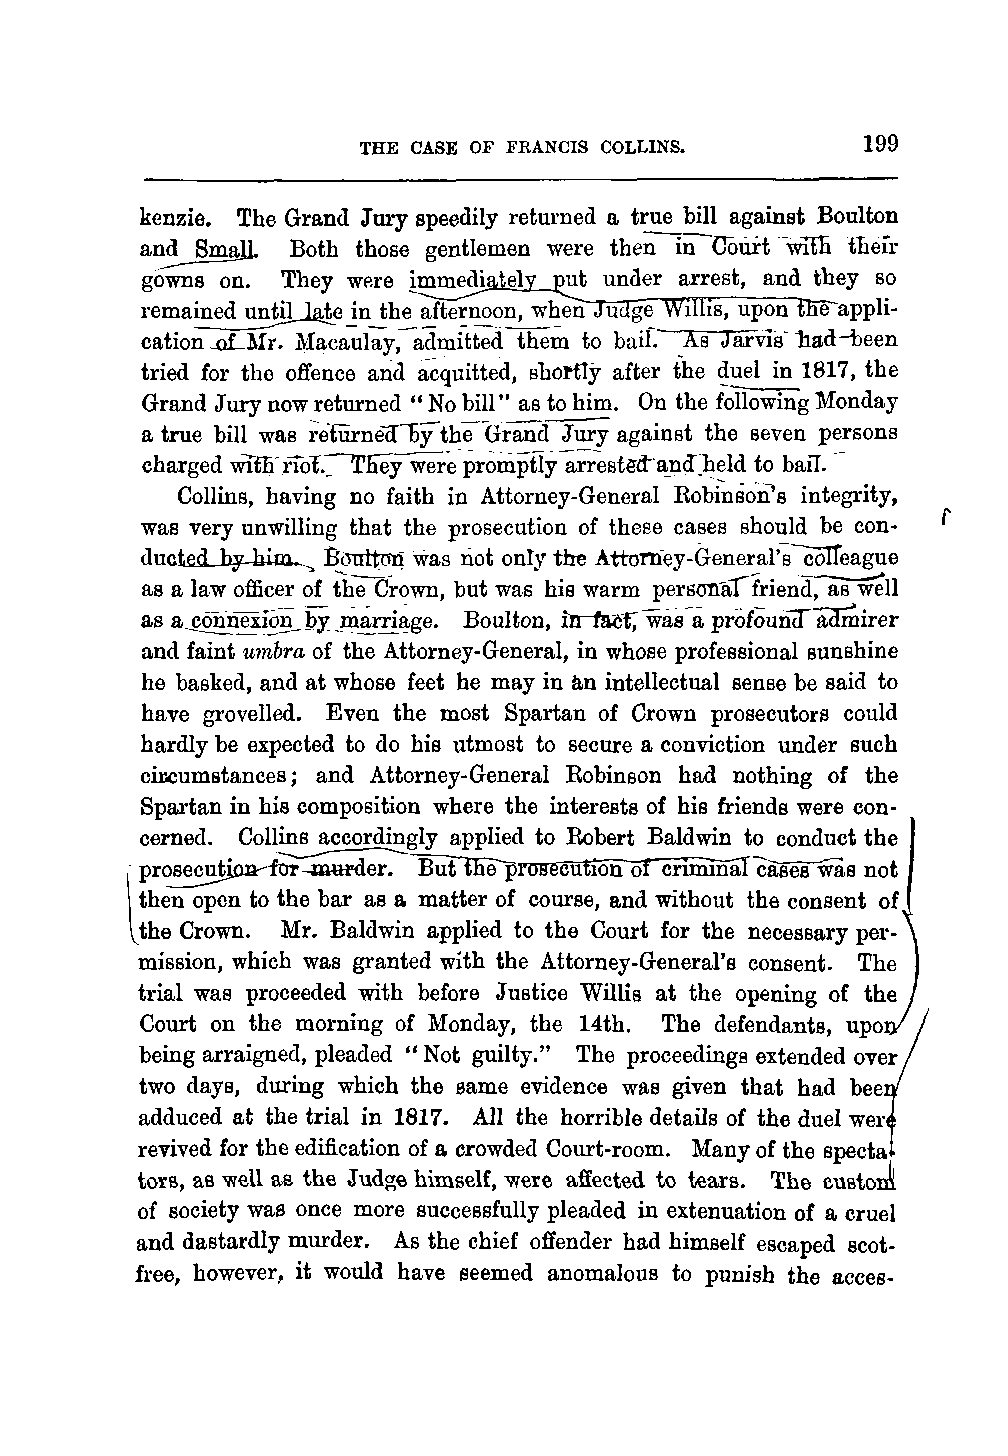 THE CASE OF FRANCIS COLLINS. 199
kenzie. The Grand Jury speedily returned a true bill against Boulton
and Small. Both those gentlemen were then in Court with their
gowns on. They were immediately put under arrest, and they so
remained until late in the afternoon, when Judge Willis, upon the appli-
cation of Mr. Macaulay, admitted them to bail. As Jarvis had been
tried for the offence and acquitted, shortly after the duel in 1817, the
Grand Jury now returned “No bill” as to him. On the following Monday
a true bill was returned by the Grand Jury against the seven persons
charged with riot. They were promptly arrested and held to bail.
Collins, having no faith in Attorney-General Robinson's integrity,
was very unwilling that the prosecution of these cases should be con-
ducted by him. Boulton was not only the Attorney-General's colleague
as a law officer of the Crown, but was his warm personal friend, as well
as a connexion by marriage. Boulton, in fact, was a profound admirer
and faint umbra of the Attorney-General, in whose professional sunshine
he basked, and at whose feet he may in an intellectual sense be said to
have grovelled. Even the most Spartan of Crown prosecutors could
hardly be expected to do his utmost to secure a conviction under such
circumstances; and Attorney-General Robinson had nothing of the
Spartan in his composition where the interests of his friends were con-
cerned. Collins accordingly applied to Robert Baldwin to conduct the
prosecution for murder. But the prosecution of criminal cases was not
then open to the bar as a matter of course, and without the consent of
the Crown. Mr. Baldwin applied to the Court for the necessary per-
mission, which was granted with the Attorney-General's consent. The
trial was proceeded with before Justice Willis at the opening of the
Court on the morning of Monday, the 14th. The defendants, upon
being arraigned, pleaded “Not guilty.” The proceedings extended over
two days, during which the same evidence was given that had been
adduced at the trial in 1817. All the horrible details of the duel were
revived for the edification of a crowded Court-room. Many of the specta-
tors, as well as the Judge himself, were affected to tears. The custom
of society was once more successfully pleaded in extenuation of a cruel
and dastardly murder. As the chief offender had himself escaped scot-
free, however, it would have seemed anomalous to punish the acces-